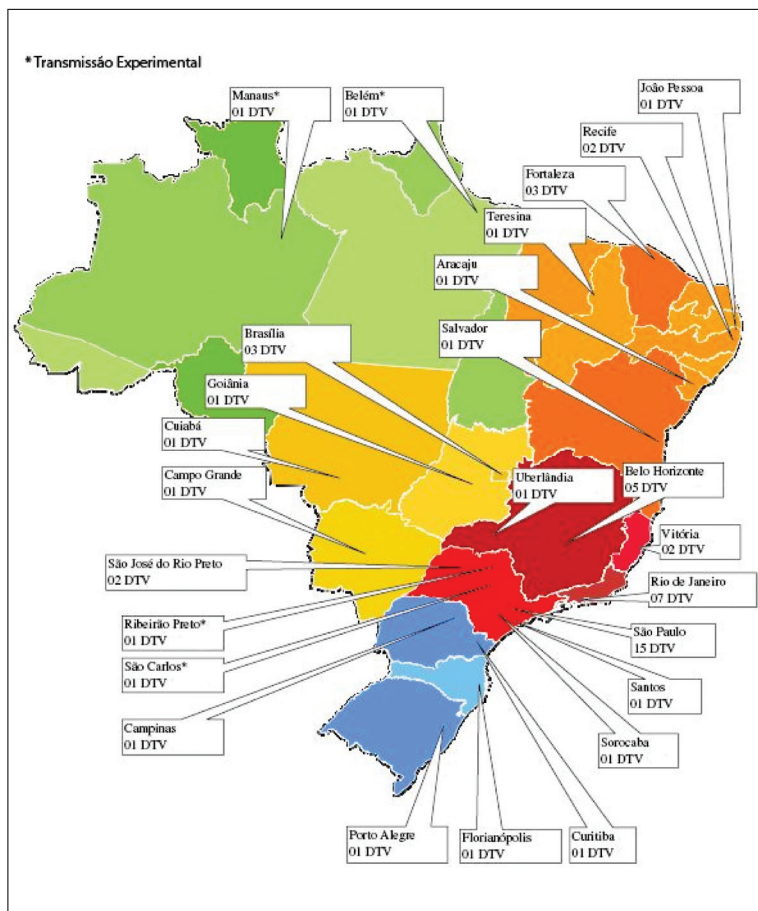 * Transmissão Experimental
Manaus*
01 DTV
Belém*
01 DTV
João Pessoa
01 DTV
Recife
02 DTV
Fortaleza
03 DTV
Teresina
01 DTV
Aracaju
01 DTV
Salvador
01 DTV
Brasília
03 DTV
Goiânia
01 DTV
Cuiabá
01 DTV
Campo Grande
01 DTV
Uberlândia
01 DTV
Belo Horizonte
05 DTV
Vitória
02 DTV
São José do Rio Preto
02 DTV
Rio de Janeiro
07 DTV
Ribeirão Preto*
01 DTV
São Paulo
15 DTV
São Carlos*
01 DTV
Santos
01 DTV
Campinas
01 DTV
Sorocaba
01 DTV
Porto Alegre
01 DTV
Florianópolis
01 DTV
Curitiba
01 DTV